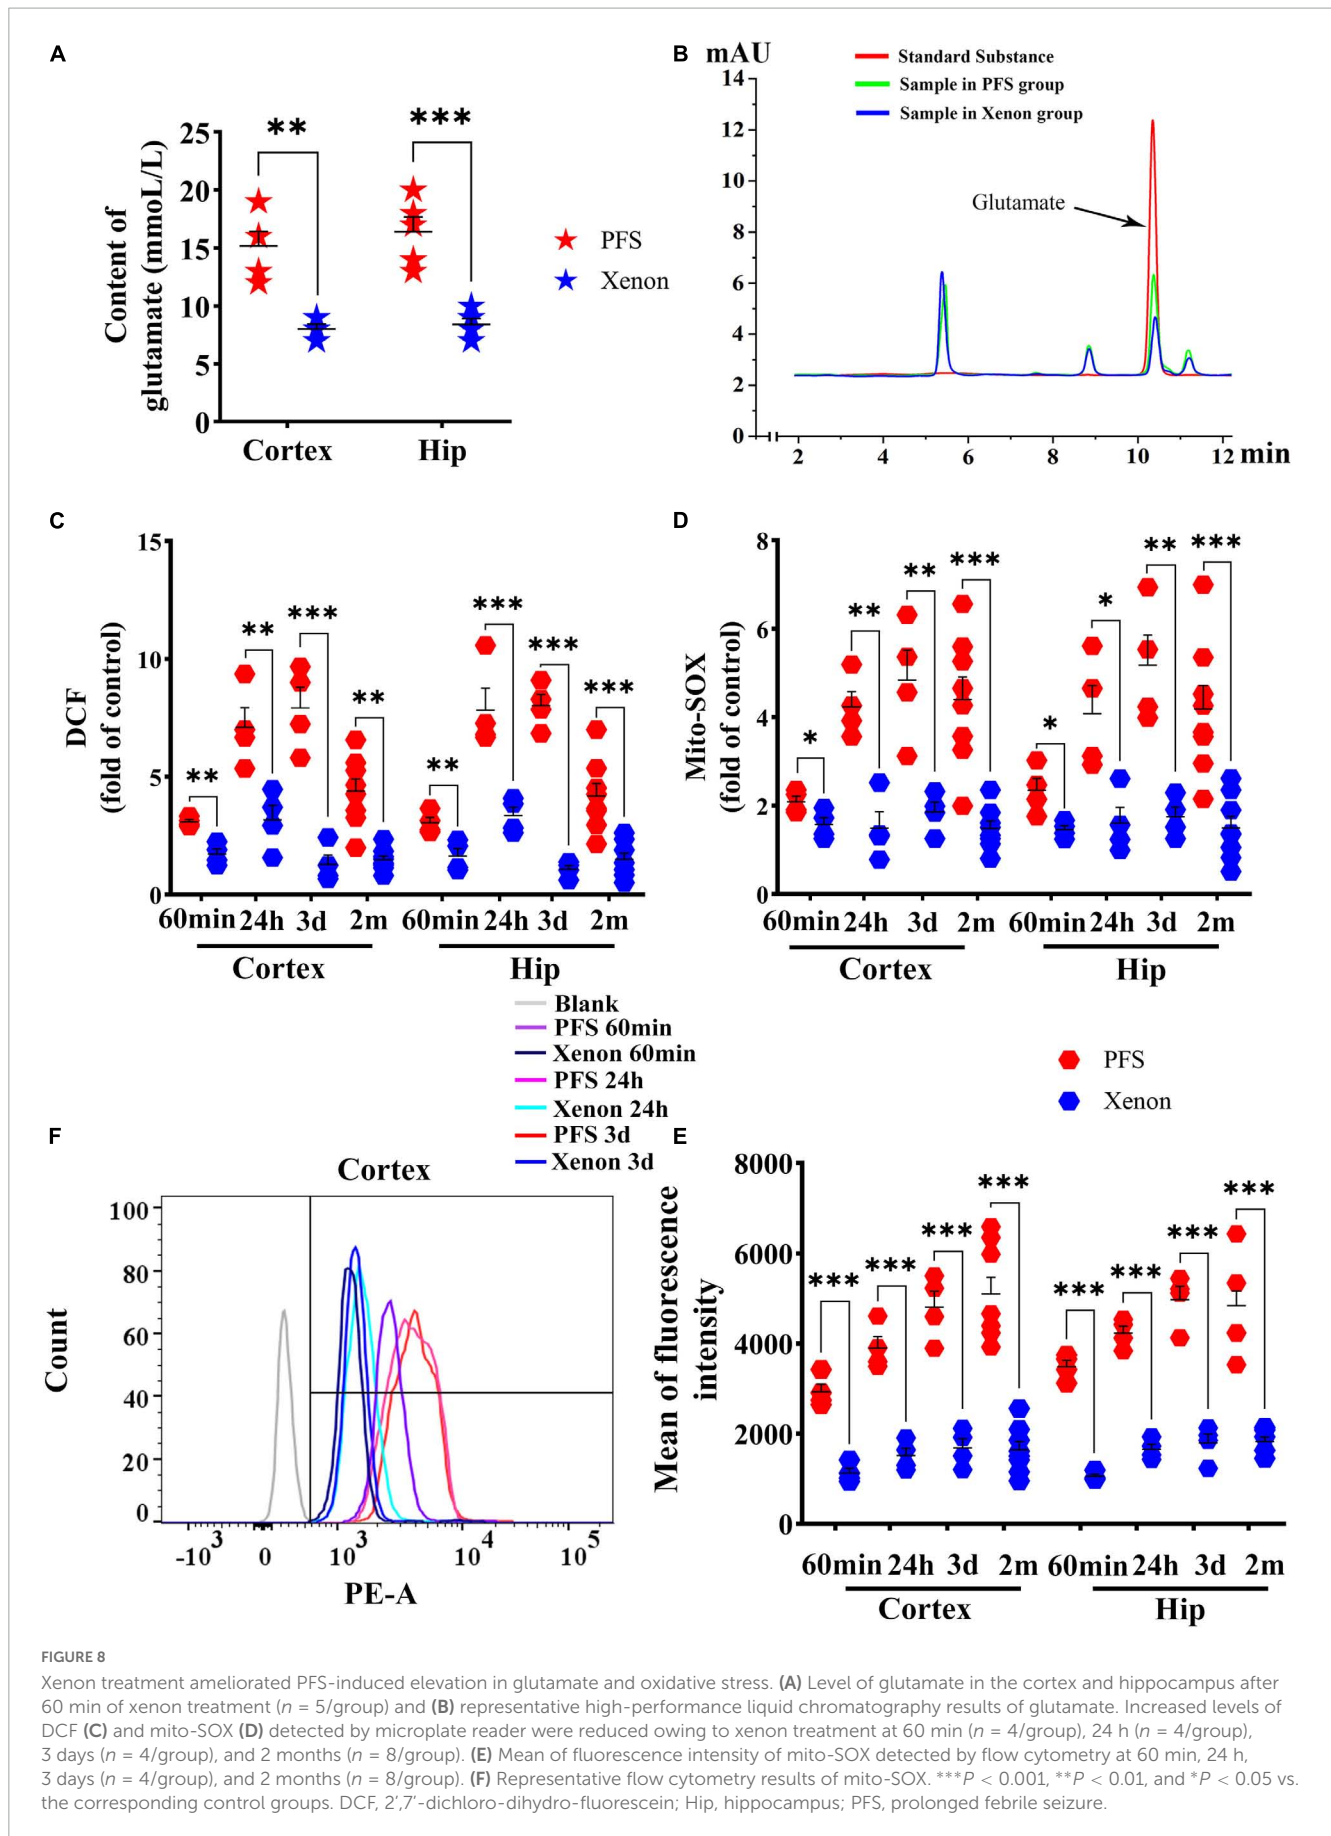 A
**
***
25
20
15
10
5
0
Content of
glutamate (mmoL/L)
PFS
Xenon
Cortex
Hip
B
mAU
Standard Substance
Sample in PFS group
Sample in Xenon group
14
12
10
8
6
4
2
0
Glutamate
2 4 6 8 10 12 min
C
15
10
5
0
DCF
(fold of control)
** ** *** ** ** *** *** ***
60min 24h 3d 2m 60min 24h 3d 2m
Cortex Hip
D
8
6
4
2
0
Mito-SOX
(fold of control)
* ** ** *** * * ** ***
60min 24h 3d 2m 60min 24h 3d 2m
Cortex Hip
Blank
PFS 60min
Xenon 60min
PFS 24h
Xenon 24h
PFS 3d
Xenon 3d
PFS
Xenon
F
Cortex
100
80
60
40
20
0
Count
-10³ 0 10³ 10⁴ 10⁵
PE-A
E
8000
6000
4000
2000
0
Mean of fluorescence
intensity
*** *** *** *** *** *** *** ***
60min 24h 3d 2m 60min 24h 3d 2m
Cortex Hip
FIGURE 8
Xenon treatment ameliorated PFS-induced elevation in glutamate and oxidative stress. (A) Level of glutamate in the cortex and hippocampus after
60 min of xenon treatment (n = 5/group) and (B) representative high-performance liquid chromatography results of glutamate. Increased levels of
DCF (C) and mito-SOX (D) detected by microplate reader were reduced owing to xenon treatment at 60 min (n = 4/group), 24 h (n = 4/group),
3 days (n = 4/group), and 2 months (n = 8/group). (E) Mean of fluorescence intensity of mito-SOX detected by flow cytometry at 60 min, 24 h,
3 days (n = 4/group), and 2 months (n = 8/group). (F) Representative flow cytometry results of mito-SOX. ***P < 0.001, **P < 0.01, and *P < 0.05 vs.
the corresponding control groups. DCF, 2′,7′-dichloro-dihydro-fluorescein; Hip, hippocampus; PFS, prolonged febrile seizure.